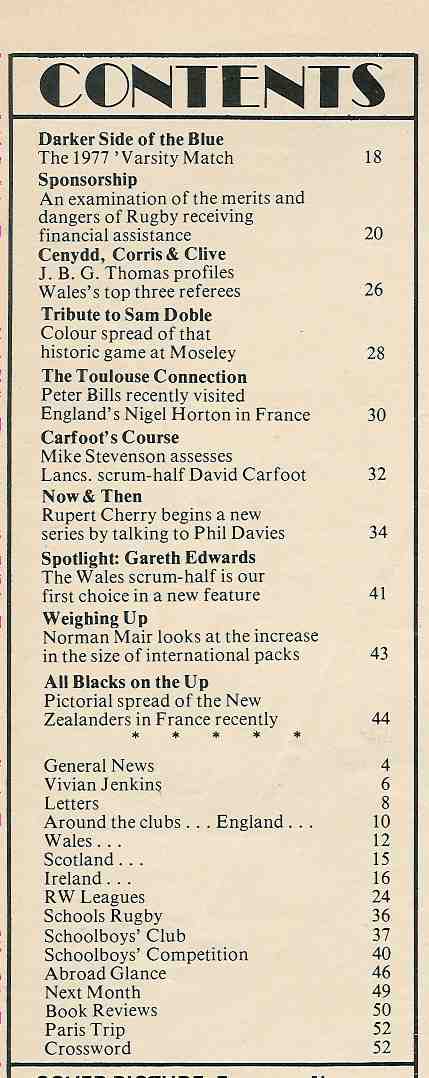 CONTENTS
Darker Side of the Blue
The 1977 'Varsity Match 18
Sponsorship
An examination of the merits and
dangers of Rugby receiving
financial assistance 20
Cenydd, Corris & Clive
J. B. G. Thomas profiles
Wales's top three referees 26
Tribute to Sam Doble
Colour spread of that
historic game at Moseley 28
The Toulouse Connection
Peter Bills recently visited
England's Nigel Horton in France 30
Carfoot's Course
Mike Stevenson assesses
Lancs. scrum-half David Carfoot 32
Now & Then
Rupert Cherry begins a new
series by talking to Phil Davies 34
Spotlight: Gareth Edwards
The Wales scrum-half is our
first choice in a new feature 41
Weighing Up
Norman Mair looks at the increase
in the size of international packs 43
All Blacks on the Up
Pictorial spread of the New
Zealanders in France recently 44
* * * * *
General News 4
Vivian Jenkins 6
Letters 8
Around the clubs . . . England . . . 10
Wales . . . 12
Scotland . . . 15
Ireland . . . 16
RW Leagues 24
Schools Rugby 36
Schoolboys' Club 37
Schoolboys' Competition 40
Abroad Glance 46
Next Month 49
Book Reviews 50
Paris Trip 52
Crossword 52